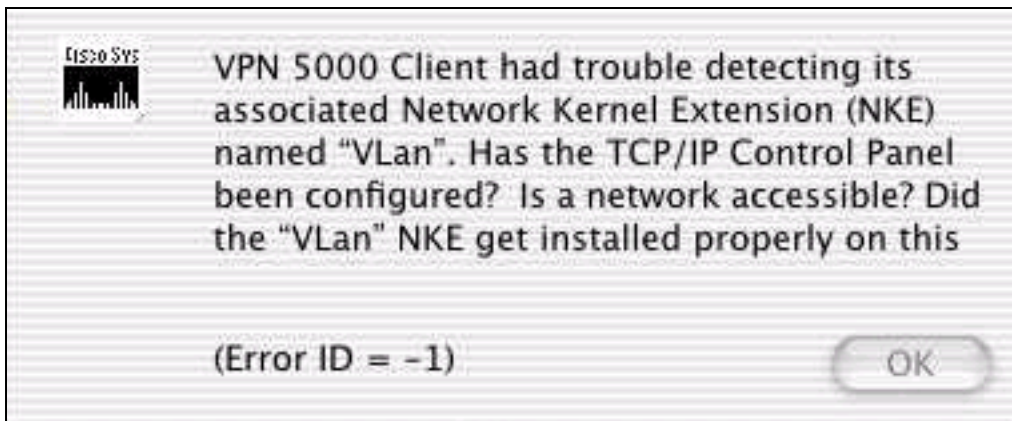 Cisco Sys
VPN 5000 Client had trouble detecting its
associated Network Kernel Extension (NKE)
named “VLan”. Has the TCP/IP Control Panel
been configured?  Is a network accessible? Did
the “VLan” NKE get installed properly on this
(Error ID = -1)
OK